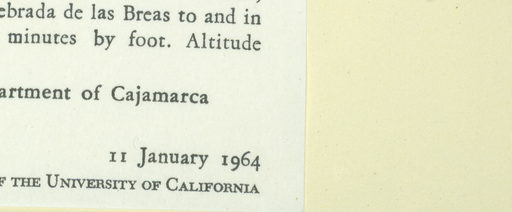 ebrada de las Breas to and in
minutes by foot. Altitude
artment of Cajamarca
11 January 1964
F THE UNIVERSITY OF CALIFORNIA